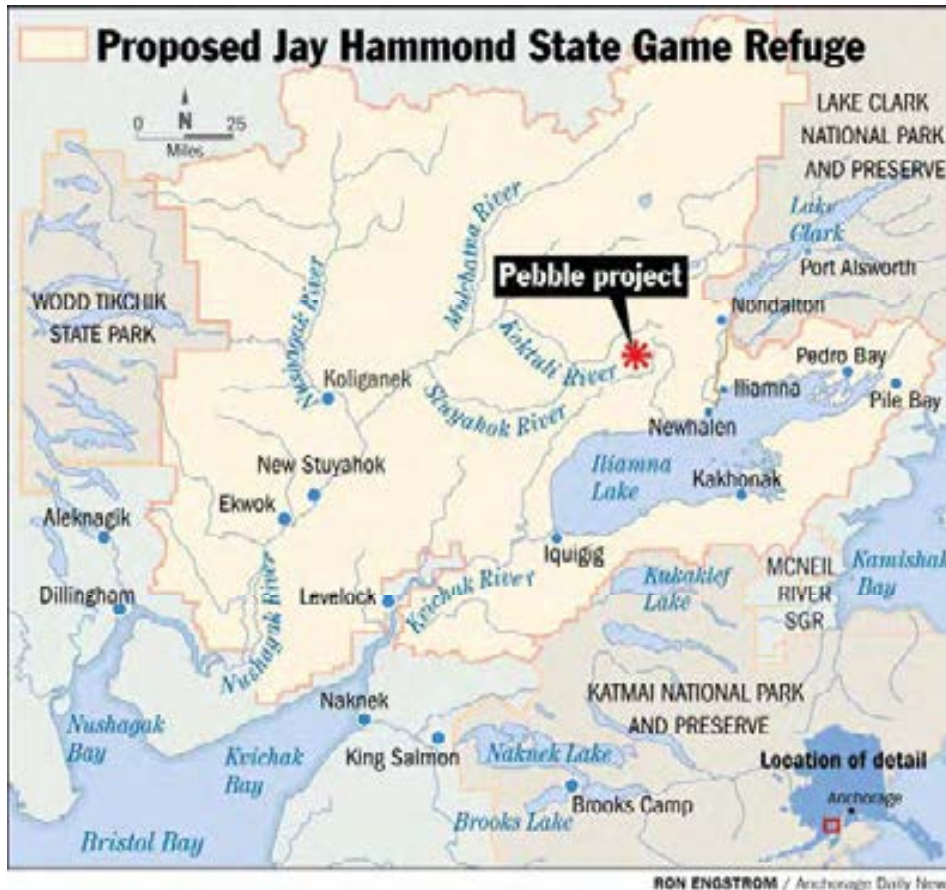 Proposed Jay Hammond State Game Refuge
0 N 25
Miles
LAKE CLARK
NATIONAL PARK
AND PRESERVE
Lake
Clark
Port Alsworth
Nondalton
Mulchatna River
Pebble project
WODD TIKCHIK
STATE PARK
Nushagak River
Koktuli River
Koliganek
Stuyahok River
Pedro Bay
Iliamna
Pile Bay
Newhalen
New Stuyahok
Iliamna
Lake
Kakhonak
Ekwok
Aleknagik
Iquigig
Dillingham
Levelock
Kvichak River
Nushagak River
Kukaklef
Lake
MCNEIL
RIVER
SGR
Kamishak
Bay
Naknek
KATMAI NATIONAL PARK
AND PRESERVE
Nushagak
Bay
Kvichak
Bay
King Salmon
Naknek Lake
Location of detail
Anchorage
Brooks Camp
Brooks Lake
Bristol Bay
RON ENGSTROM / Anchorage Daily News